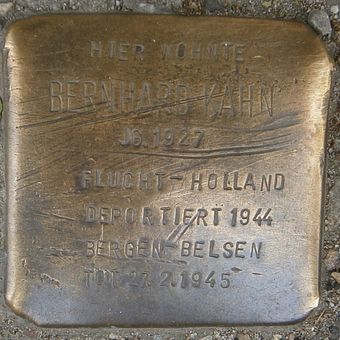 HIER WOHNTE
BERNHARD KAHN
JG. 1927
FLUCHT-HOLLAND
DEPORTIERT 1944
BERGEN-BELSEN
TOT 27.2.1945